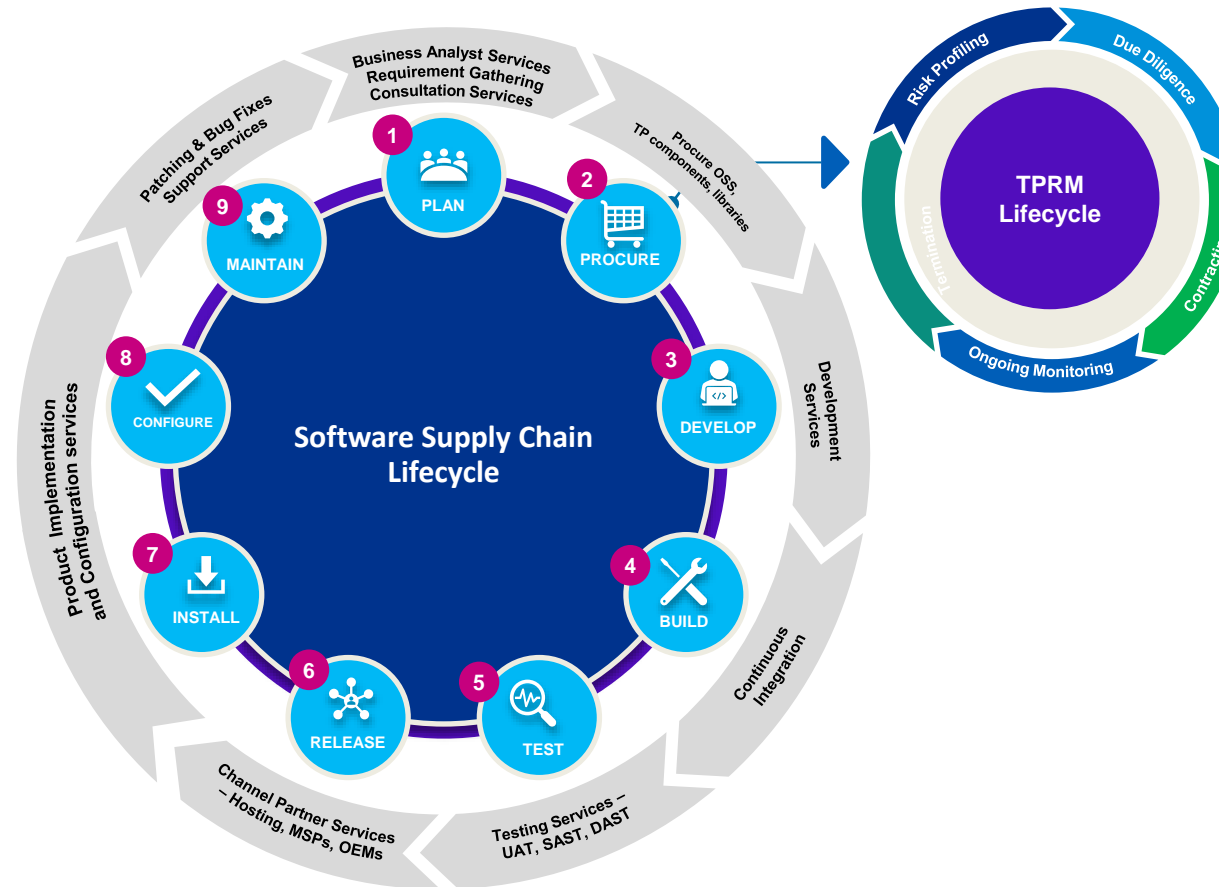 Business Analyst Services
Requirement Gathering
Consultation Services
Procure OSS,
TP components, libraries
Development
Services
Continuous
Integration
Testing Services –
UAT, SAST, DAST
Channel Partner Services
– Hosting, MSPs, OEMs
Product Implementation
and Configuration services
Patching & Bug Fixes
Support Services
1
PLAN
2
PROCURE
3
</>
DEVELOP
4
BUILD
5
TEST
6
RELEASE
7
INSTALL
8
CONFIGURE
9
MAINTAIN
Software Supply Chain
Lifecycle
Risk Profiling
Due Diligence
Contractin
Ongoing Monitoring
Termination
TPRM
Lifecycle